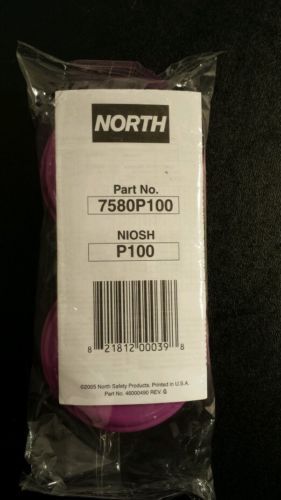 NORTH
Part No.
7580P100
NIOSH
P100
8 21812 00039 8
©2005 North Safety Products. Printed in U.S.A.
Part No. 46000490 REV. G